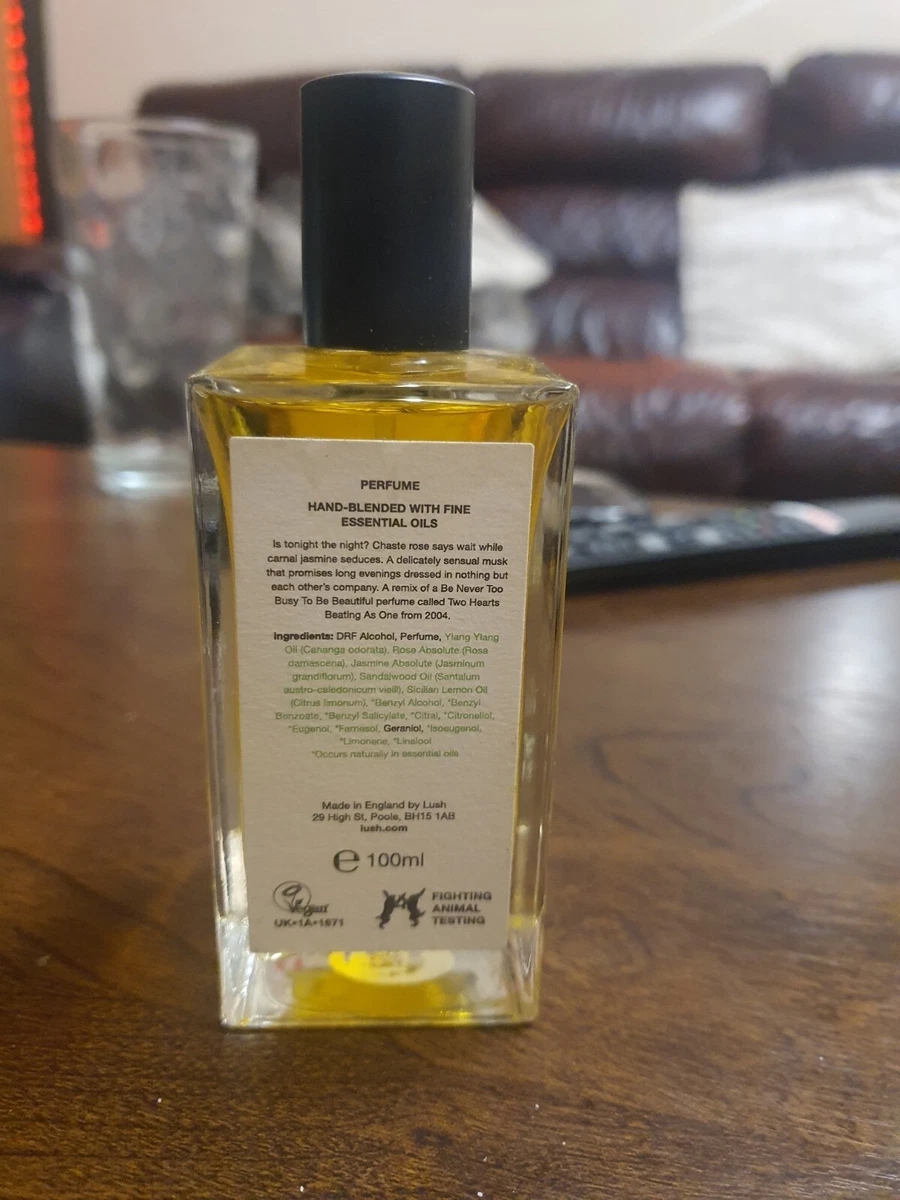 PERFUME
HAND-BLENDED WITH FINE
ESSENTIAL OILS
Is tonight the night? Chaste rose says wait while
carnal jasmine seduces. A delicately sensual musk
that promises long evenings dressed in nothing but
each other's company. A remix of a Be Never Too
Busy To Be Beautiful perfume called Two Hearts
Beating As One from 2004.
Ingredients: DRF Alcohol, Perfume, Ylang Ylang
Oil (Cananga odorata), Rose Absolute (Rosa
damascena), Jasmine Absolute (Jasminum
grandiflorum), Sandalwood Oil (Santalum
austro-caledonicum vieill), Sicilian Lemon Oil
(Citrus limonum), *Benzyl Alcohol, *Benzyl
Benzoate, *Benzyl Salicylate, *Citral, *Citronellol,
*Eugenol, *Farnesol, Geraniol, *Isoeugenol,
*Limonene, *Linalool
*Occurs naturally in essential oils
Made in England by Lush
29 High St, Poole, BH15 1AB
lush.com
e 100ml
Vegan
UK•1A•1671
FIGHTING
ANIMAL
TESTING